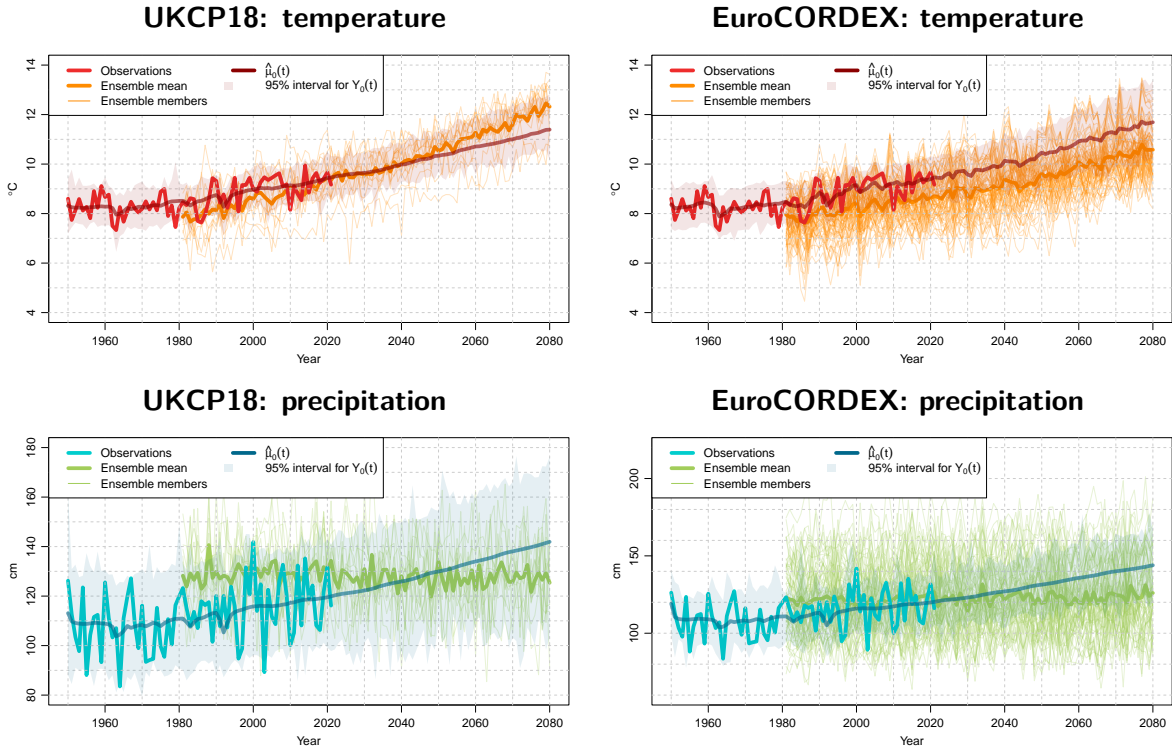 UKCP18: temperature
Observations
Ensemble mean
Ensemble members
μ̂₀(t)
95% interval for Y₀(t)
°C
14
12
10
8
6
4
1960 1980 2000 2020 2040 2060 2080
Year
EuroCORDEX: temperature
Observations
Ensemble mean
Ensemble members
μ̂₀(t)
95% interval for Y₀(t)
°C
14
12
10
8
6
4
1960 1980 2000 2020 2040 2060 2080
Year
UKCP18: precipitation
Observations
Ensemble mean
Ensemble members
μ̂₀(t)
95% interval for Y₀(t)
cm
180
160
140
120
100
80
1960 1980 2000 2020 2040 2060 2080
Year
EuroCORDEX: precipitation
Observations
Ensemble mean
Ensemble members
μ̂₀(t)
95% interval for Y₀(t)
cm
200
150
100
1960 1980 2000 2020 2040 2060 2080
Year